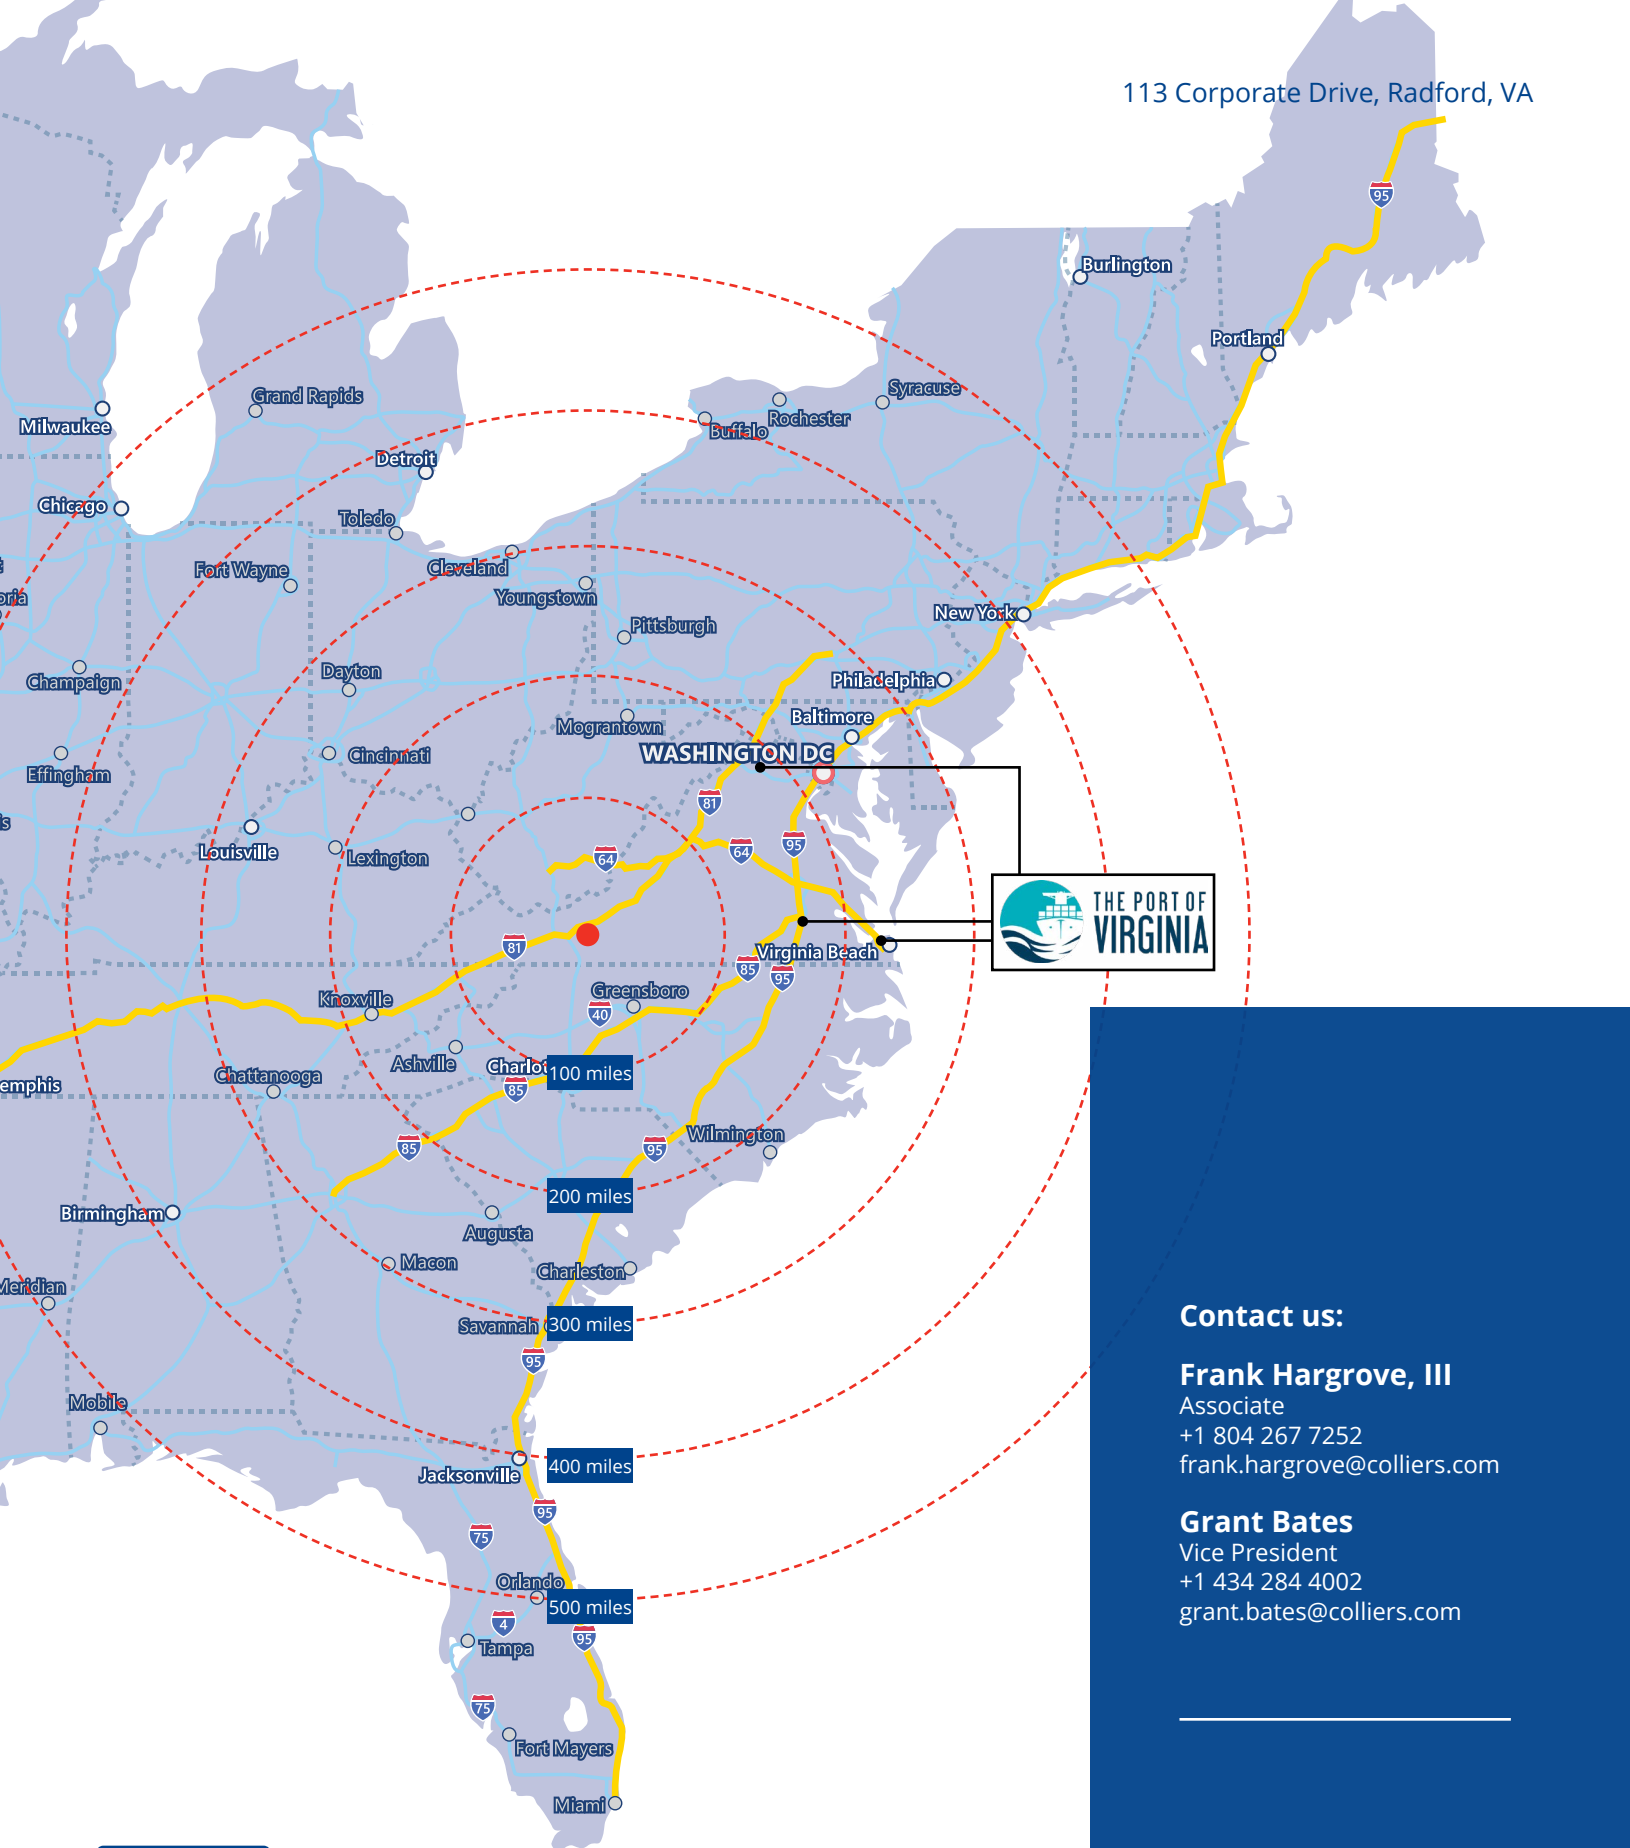 113 Corporate Drive, Radford, VA
95
Burlington
Portland
Syracuse
Grand Rapids
Rochester
Milwaukee
Buffalo
Detroit
Chicago
Toledo
Cleveland
Fort Wayne
Youngstown
oria
New York
Pittsburgh
Dayton
Champaign
Philadelphia
Baltimore
Mograntown
WASHINGTON DC
Cincinnati
Effingham
81
is
95
64
64
Louisville
Lexington
THE PORT OF
VIRGINIA
81
Virginia Beach
85
95
Greensboro
Knoxville
40
Ashville
Charlot
100 miles
Chattanooga
emphis
85
Wilmington
85
95
200 miles
Birmingham
Augusta
Macon
Charleston
Meridian
Savannah
300 miles
95
Mobile
400 miles
Jacksonville
95
75
Orlando
500 miles
4
95
Tampa
75
Fort Mayers
Miami
Contact us:
Frank Hargrove, III
Associate
+1 804 267 7252
frank.hargrove@colliers.com
Grant Bates
Vice President
+1 434 284 4002
grant.bates@colliers.com